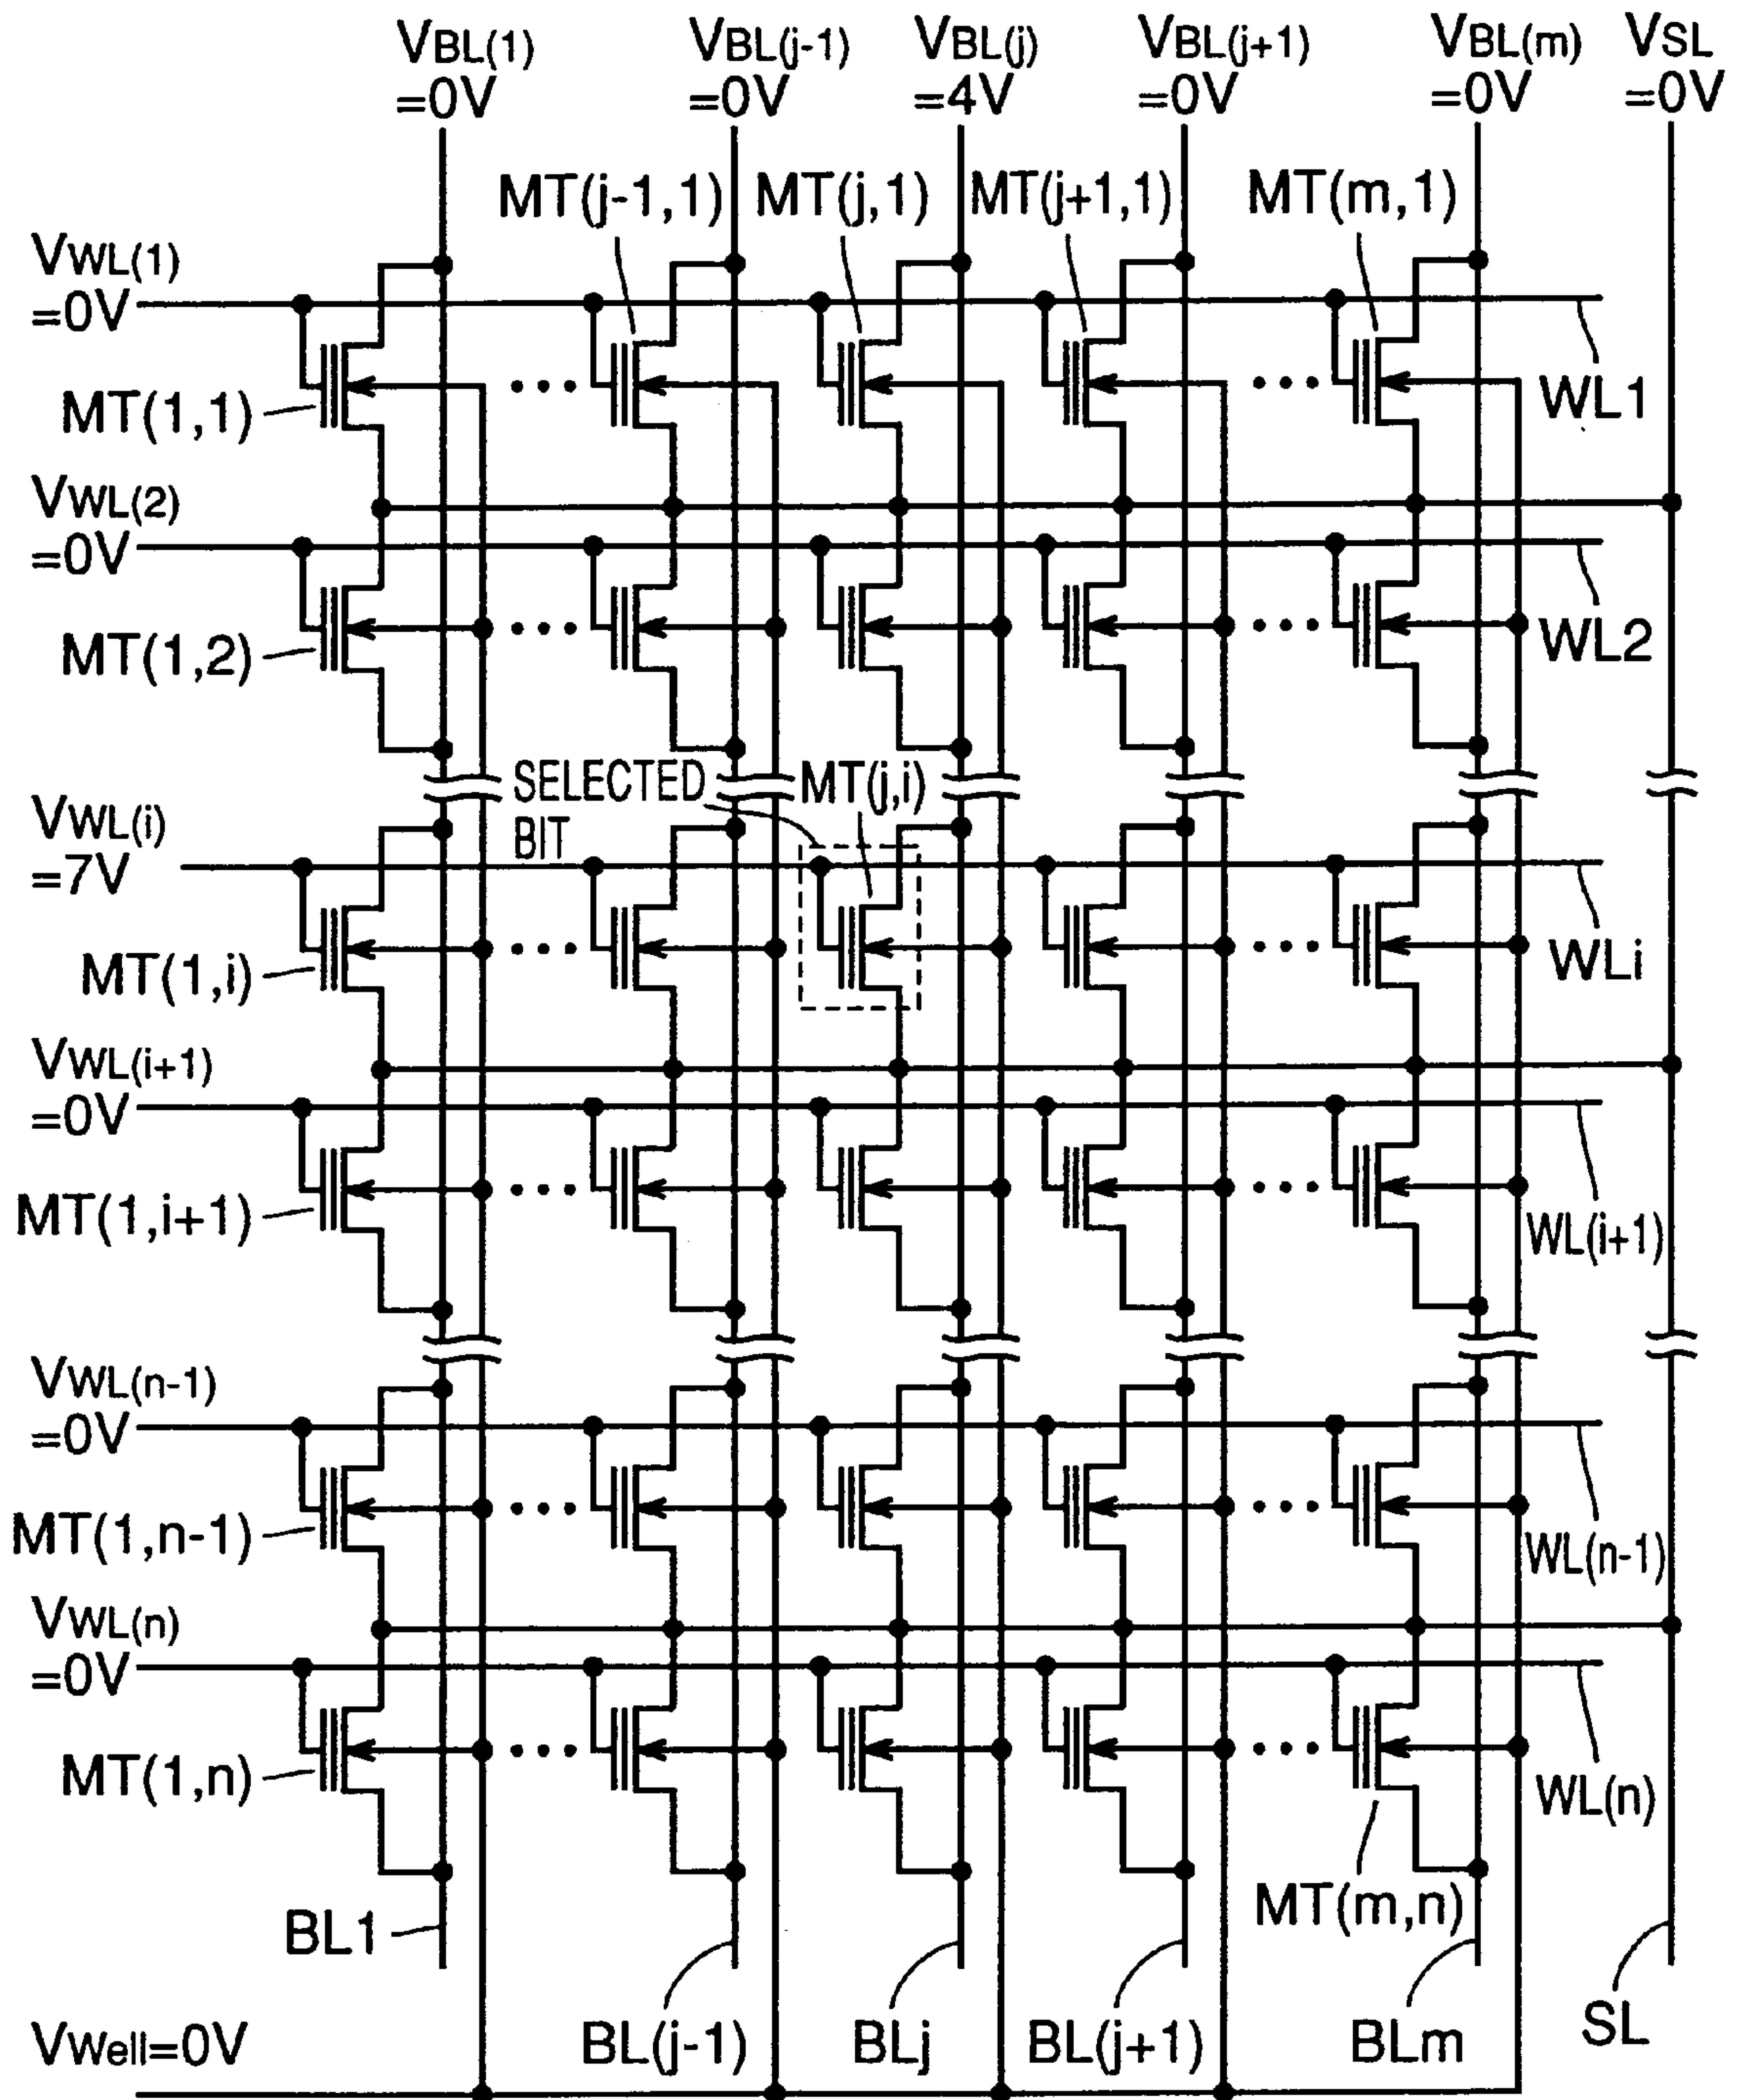 VBL(1) VBL(j-1) VBL(j) VBL(j+1) VBL(m) VSL
=0V =0V =4V =0V =0V =0V
MT(j-1,1) MT(j,1) MT(j+1,1) MT(m,1)
VWL(1)
=0V
WL1
MT(1,1)
VWL(2)
=0V
WL2
MT(1,2)
SELECTED
BIT
MT(j,i)
VWL(i)
=7V
WLi
MT(1,i)
VWL(i+1)
=0V
MT(1,i+1)
WL(i+1)
VWL(n-1)
=0V
MT(1,n-1)
WL(n-1)
VWL(n)
=0V
MT(1,n)
WL(n)
MT(m,n)
BL1
BL(j-1) BLj BL(j+1) BLm SL
VWell=0V